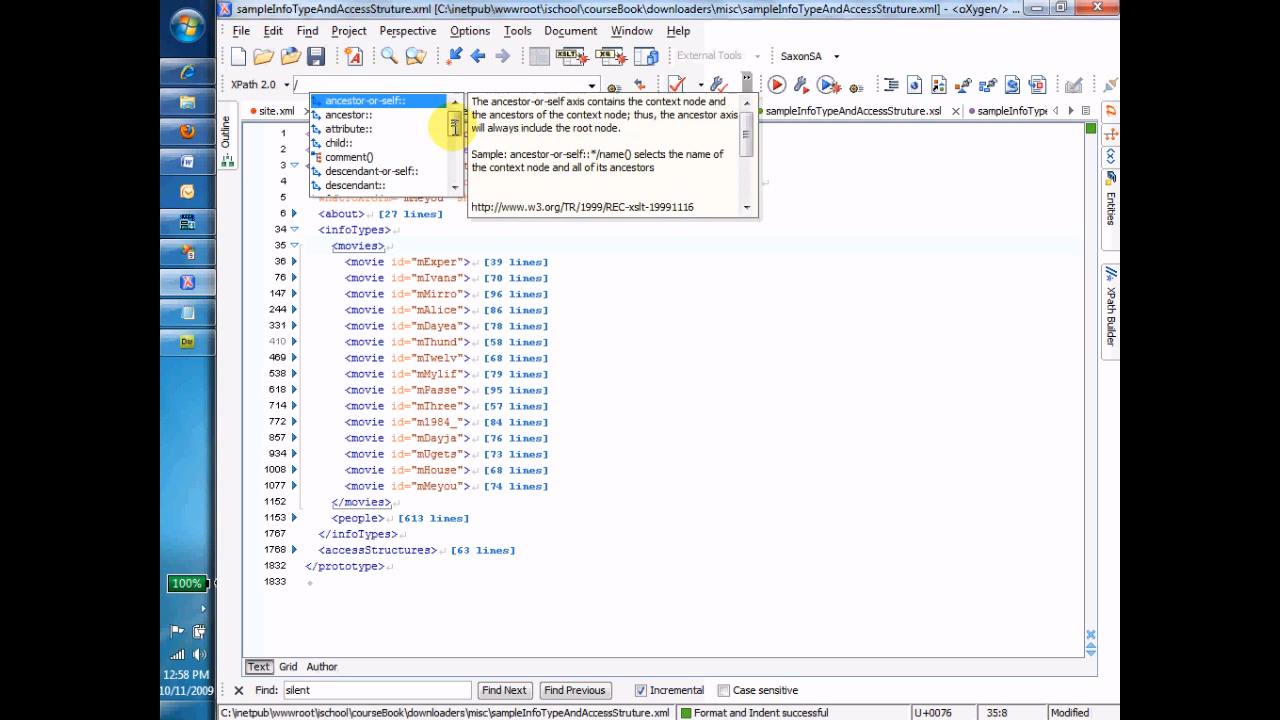 sampleInfoTypeAndAccessStruture.xml [C:\inetpub\wwwroot\ischool\courseBook\downloaders\misc\sampleInfoTypeAndAccessStruture.xml] - <oXygen/> ...
File Edit Find Project Perspective Options Tools Document Window Help
External Tools SaxonSA
XPath 2.0 /
site.xml sampleInfoTypeAndAccessStruture.xsl sampleInfoTypeA
ancestor-or-self::
ancestor::
attribute::
child::
comment()
descendant-or-self::
descendant::
The ancestor-or-self axis contains the context node and
the ancestors of the context node; thus, the ancestor axis
will always include the root node.
Sample: ancestor-or-self::*/name() selects the name of
the context node and all of its ancestors
http://www.w3.org/TR/1999/REC-xslt-19991116
Outline
Entities
XPath Builder
1
2
3
4
6 <about> [27 lines]
34 <infoTypes>
35 <movies>
36 <movie id="mExper"> [39 lines]
76 <movie id="mIvans"> [70 lines]
147 <movie id="mMirro"> [96 lines]
244 <movie id="mAlice"> [86 lines]
331 <movie id="mDayea"> [78 lines]
410 <movie id="mThund"> [58 lines]
469 <movie id="mTwelv"> [68 lines]
538 <movie id="mMylif"> [79 lines]
618 <movie id="mPasse"> [95 lines]
714 <movie id="mThree"> [57 lines]
772 <movie id="m1984_"> [84 lines]
857 <movie id="mDayja"> [76 lines]
934 <movie id="mUgets"> [73 lines]
1008 <movie id="mHouse"> [68 lines]
1077 <movie id="mMeyou"> [74 lines]
1152 </movies>
1153 <people> [613 lines]
1767 </infoTypes>
1768 <accessStructures> [63 lines]
1832 </prototype>
1833
Text Grid Author
Find: silent Find Next Find Previous Incremental Case sensitive
C:\inetpub\wwwroot\ischool\courseBook\downloaders\misc\sampleInfoTypeAndAccessStruture.xml Format and Indent successful U+0076 35:8 Modified
100%
12:58 PM
10/11/2009
Dw